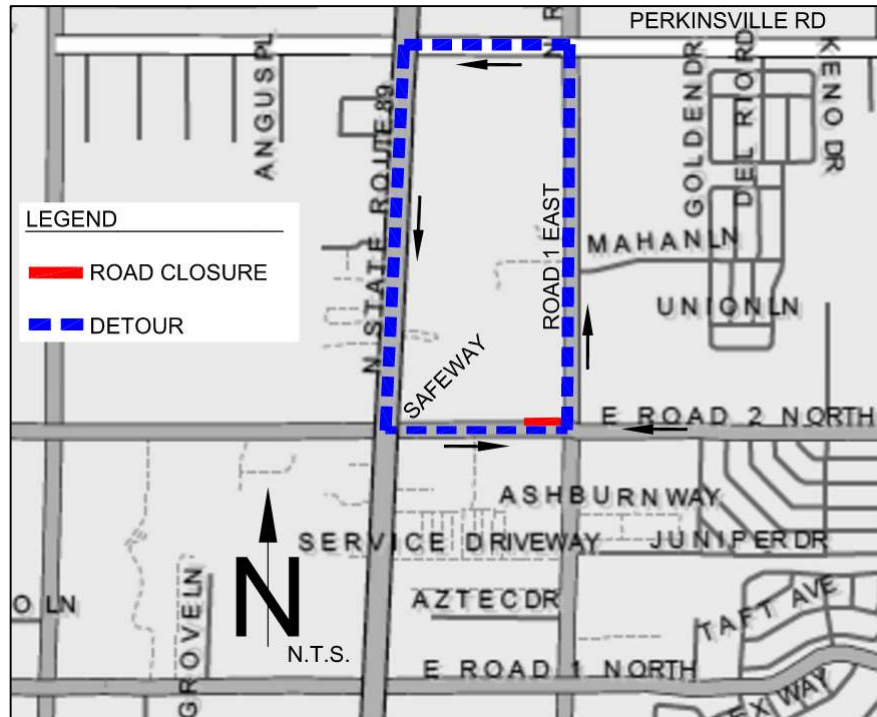 PERKINSVILLE RD
N R
ANGUS PL
N STATE ROUTE 89
GOLDEN DR
DEL RIO RD
KENO DR
LEGEND
ROAD CLOSURE
DETOUR
ROAD 1 EAST
MAHAN LN
UNION LN
SAFEWAY
E ROAD 2 NORTH
ASHBURN WAY
SERVICE DRIVEWAY
JUNIPER DR
AZTEC DR
O LN
GROVE LN
N
N.T.S.
TAFT AVE
E ROAD 1 NORTH
EX WAY